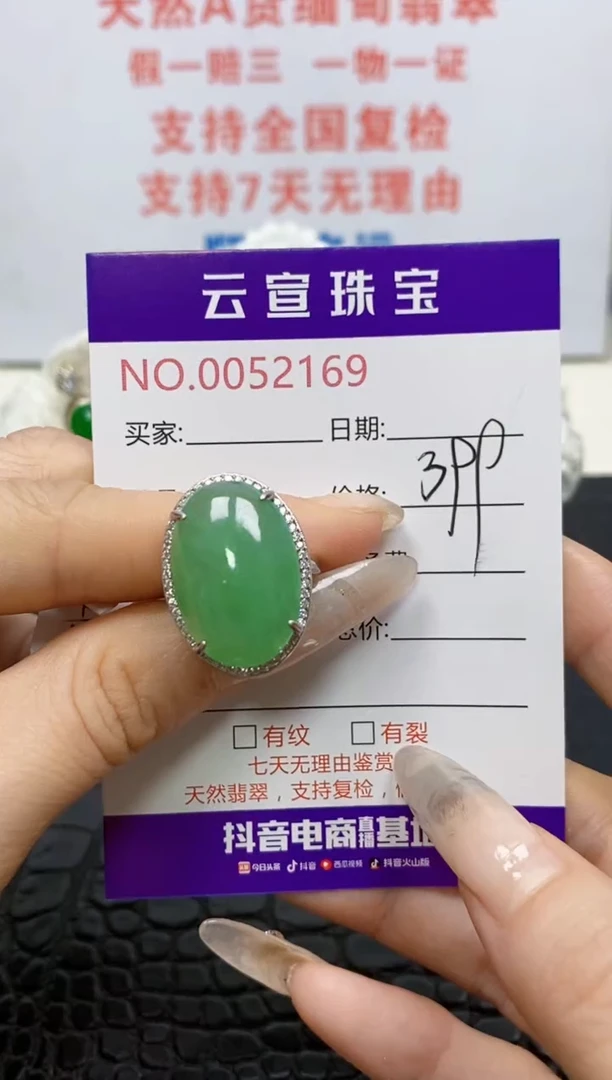 天然A货缅甸翡翠
假一赔三 一物一证
支持全国复检
支持7天无理由
云宣珠宝
NO.0052169
买家: 日期:
价格:
总价:
□有纹 □有裂
七天无理由鉴赏
天然翡翠，支持复检，
抖音电商直播基地
今日头条 抖音 西瓜视频 抖音火山版